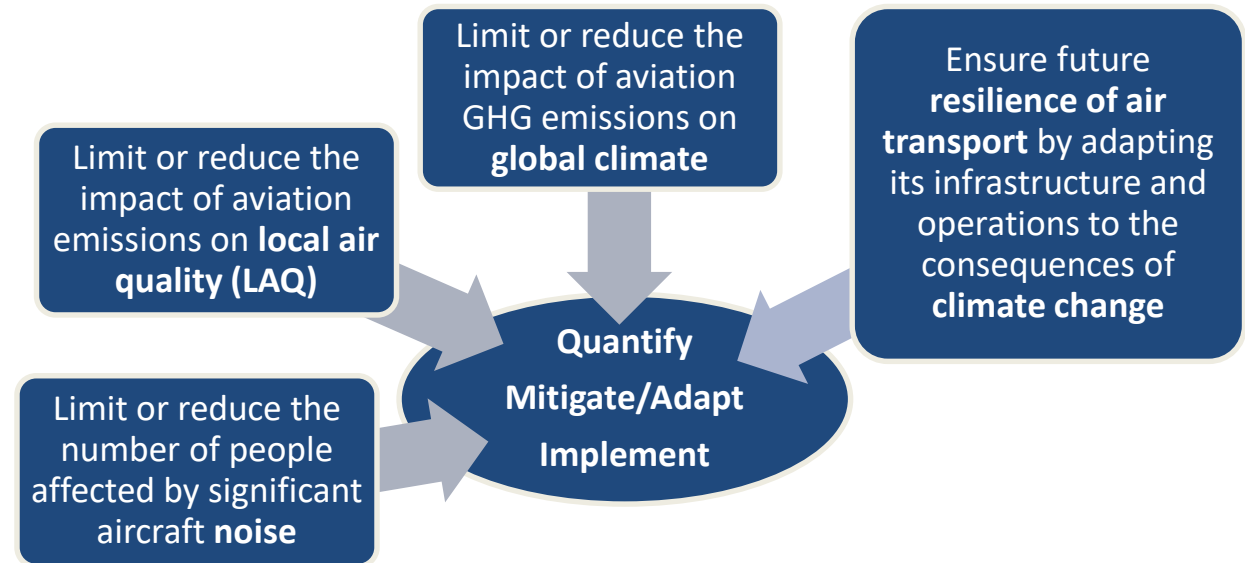 Limit or reduce the
impact of aviation
GHG emissions on
global climate
Ensure future
resilience of air
transport by adapting
its infrastructure and
operations to the
consequences of
climate change
Limit or reduce the
impact of aviation
emissions on local air
quality (LAQ)
Limit or reduce the
number of people
affected by significant
aircraft noise
Quantify
Mitigate/Adapt
Implement